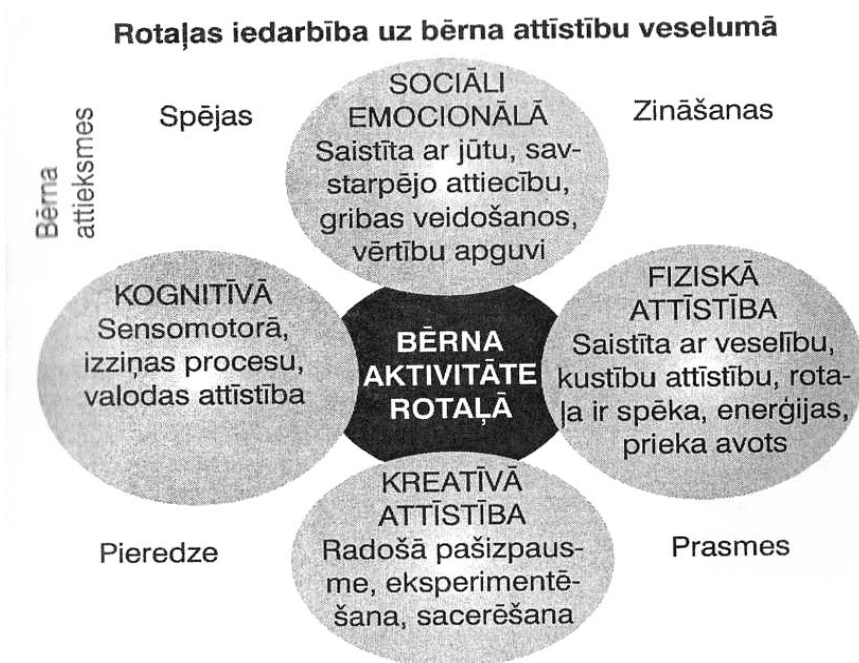 Rotaļas iedarbība uz bērna attīstību veselumā
Bērna
attieksmes
Spējas
SOCIĀLI
EMOCIONĀLĀ
Saistīta ar jūtu, sav-
starpējo attiecību,
gribas veidošanos,
vērtību apguvi
Zināšanas
KOGNITĪVĀ
Sensomotorā,
izziņas procesu,
valodas attīstība
BĒRNA
AKTIVITĀTE
ROTAĻĀ
FIZISKĀ
ATTĪSTĪBA
Saistīta ar veselību,
kustību attīstību, rota-
ļa ir spēka, enerģijas,
prieka avots
KREATĪVĀ
ATTĪSTĪBA
Radošā pašizpaus-
me, eksperimentē-
šana, sacerēšana
Pieredze
Prasmes